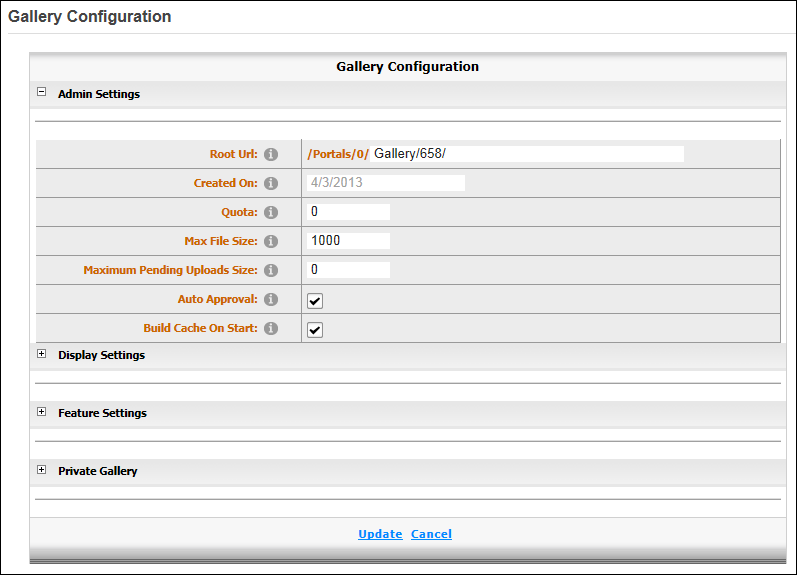 Gallery Configuration
Gallery Configuration
Admin Settings
Root Url: /Portals/0/ Gallery/658/
Created On: 4/3/2013
Quota: 0
Max File Size: 1000
Maximum Pending Uploads Size: 0
Auto Approval:
Build Cache On Start:
Display Settings
Feature Settings
Private Gallery
Update Cancel